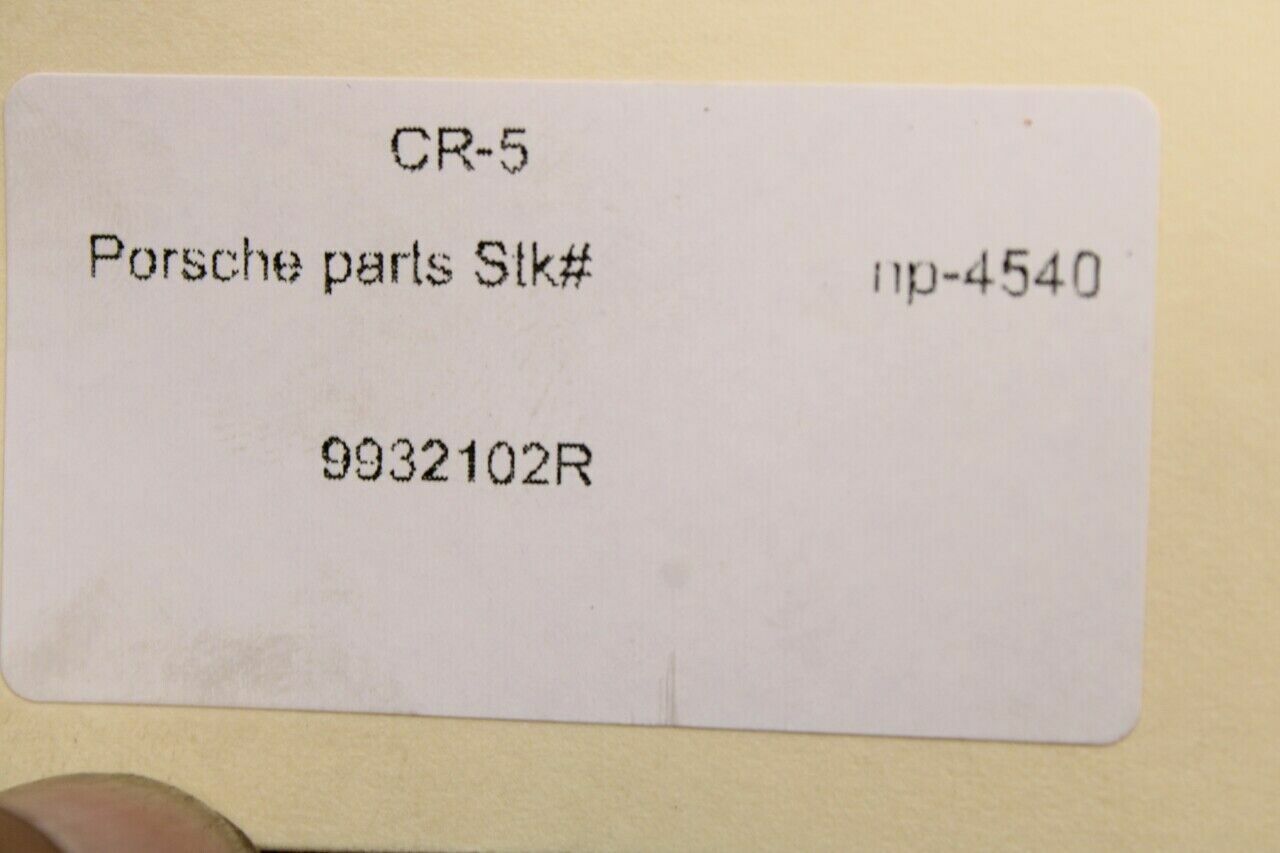 CR-5
Porsche parts Stk# np-4540
9932102R